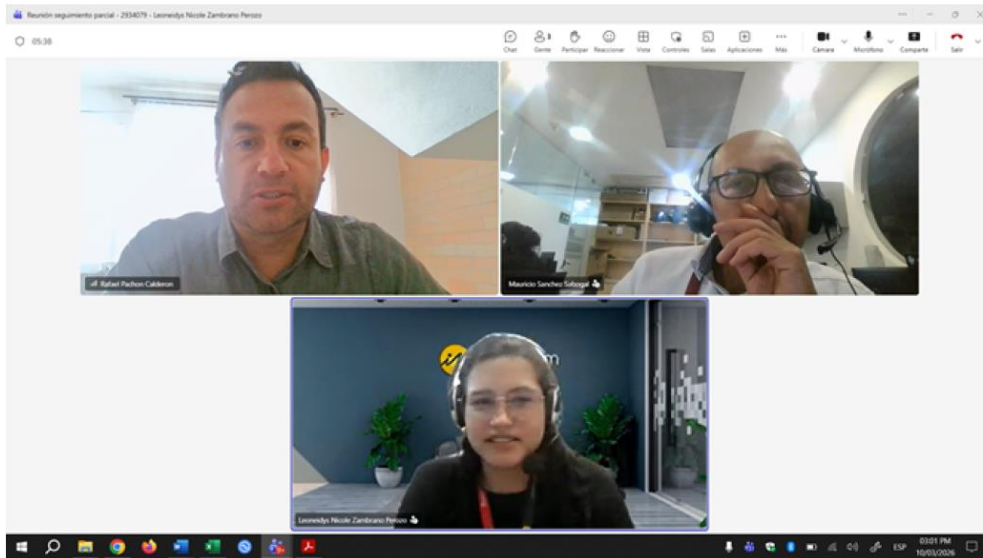 Reunión seguimiento parcial - 2934079 - Leoneidys Nicole Zambrano Perozo
05:38
Chat Gente Participar Reaccionar Vista Controles Salas Aplicaciones Más Cámara Micrófono Compartir Salir
Rafael Pachon Calderon
Mauricio Sanchez Sabogal
m
Leoneidys Nicole Zambrano Perozo
ESP
03:01 PM
10/03/2026